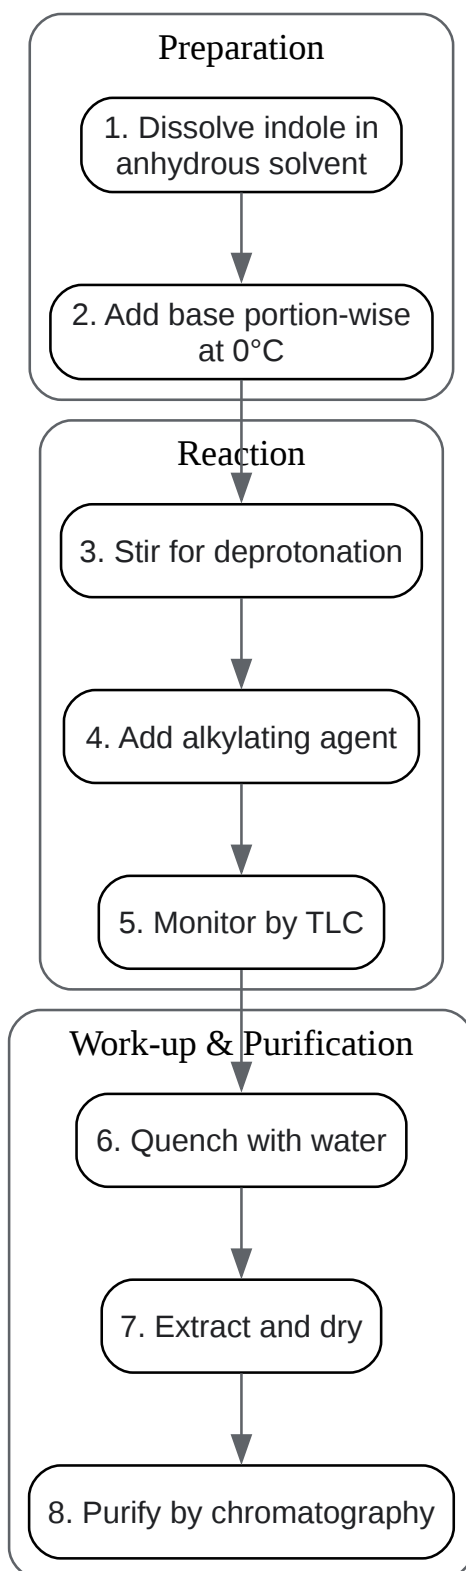 Preparation
1. Dissolve indole in
anhydrous solvent
2. Add base portion-wise
at 0°C
Reaction
3. Stir for deprotonation
4. Add alkylating agent
5. Monitor by TLC
Work-up & Purification
6. Quench with water
7. Extract and dry
8. Purify by chromatography